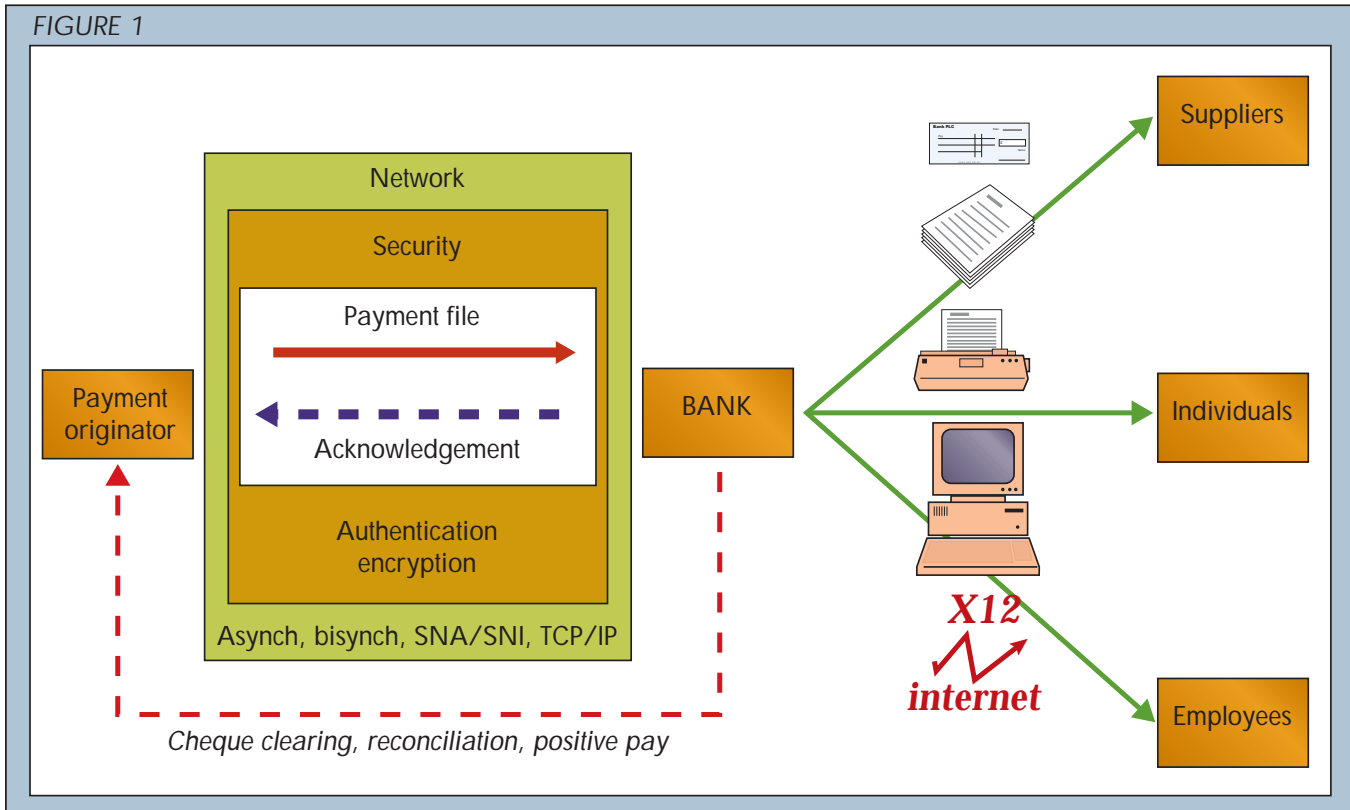 FIGURE 1
Network
Security
Payment file
Acknowledgement
Authentication
encryption
Asynch, bisynch, SNA/SNI, TCP/IP
Payment
originator
BANK
Cheque clearing, reconciliation, positive pay
Bank PLC
X12
internet
Suppliers
Individuals
Employees